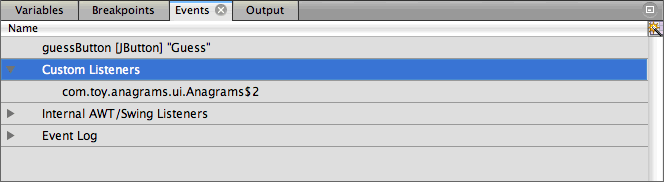 Variables Breakpoints Events Output
Name
guessButton [JButton] "Guess"
Custom Listeners
com.toy.anagrams.ui.Anagrams$2
Internal AWT/Swing Listeners
Event Log